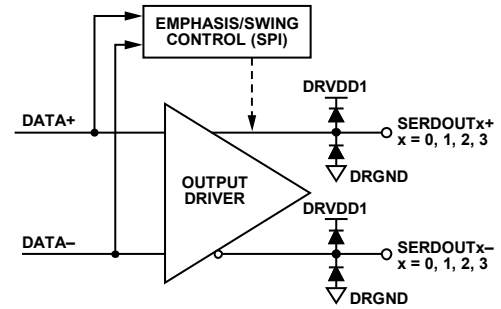 EMPHASIS/SWING
CONTROL (SPI)
DRVDD1
DATA+
SERDOUTx+
x = 0, 1, 2, 3
DRGND
OUTPUT
DRIVER
DRVDD1
DATA–
SERDOUTx–
x = 0, 1, 2, 3
DRGND